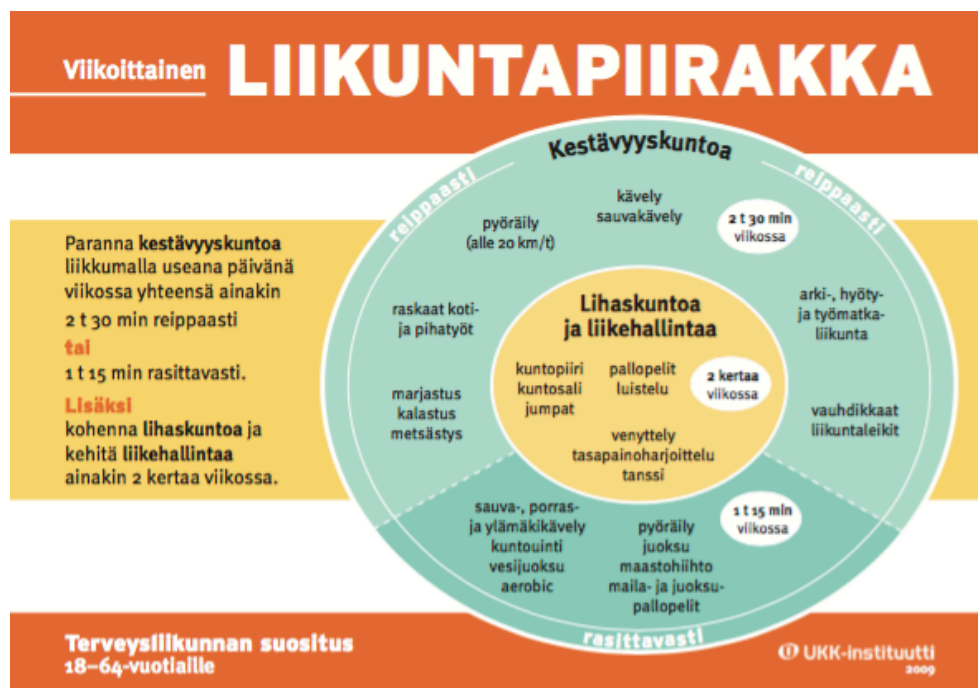 Viikoittainen LIIKUNTAPIIRAKKA
Paranna kestävyyskuntoa
liikkumalla useana päivänä
viikossa yhteensä ainakin
2 t 30 min reippaasti
tai
1 t 15 min rasittavasti.
Lisäksi
kohenna lihaskuntoa ja
kehitä liikehallintaa
ainakin 2 kertaa viikossa.
Kestävyyskuntoa
reippaasti
reippaasti
kävely
sauvakävely
2 t 30 min
viikossa
pyöräily
(alle 20 km/t)
raskaat koti-
ja pihatyöt
arki-, hyöty-
ja työmatka-
liikunta
marjastus
kalastus
metsästys
vauhdikkaat
liikuntaleikit
Lihaskuntoa
ja liikehallintaa
kuntopiiri
kuntosali
jumpat
pallopelit
luistelu
2 kertaa
viikossa
venyttely
tasapainoharjoittelu
tanssi
sauva-, porras-
ja ylämäkikävely
kuntouinti
vesijuoksu
aerobic
pyöräily
juoksu
maastohiihto
maila- ja juoksu-
pallopelit
1 t 15 min
viikossa
rasittavasti
Terveysliikunnan suositus
18–64-vuotiaille
UKK-instituutti
2009